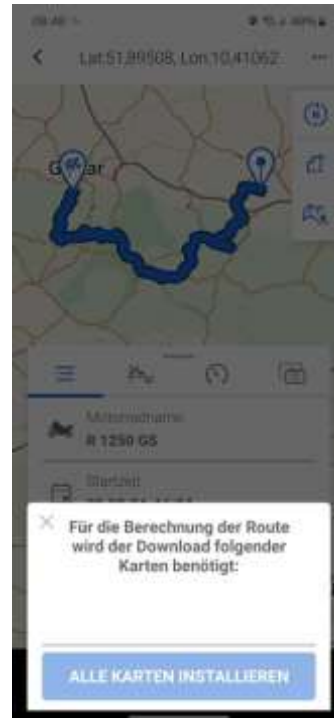 Lat:51,89508, Lon:10,41062
Motorradname
R 1250 GS
Startzeit
Für die Berechnung der Route
wird der Download folgender
Karten benötigt:
ALLE KARTEN INSTALLIEREN